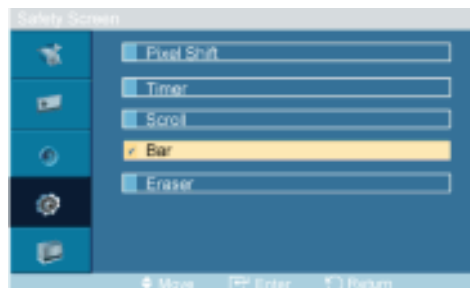 Safety Screen
Pixel Shift
Timer
Scroll
Bar
Eraser
Move Enter Return